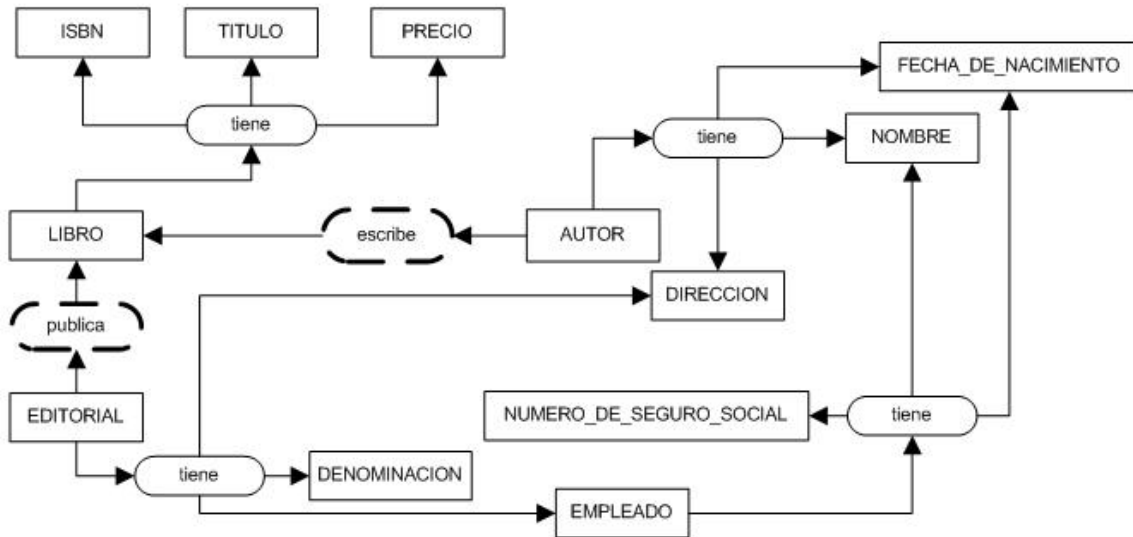 ISBN
TITULO
PRECIO
FECHA_DE_NACIMIENTO
tiene
tiene
NOMBRE
LIBRO
escribe
AUTOR
DIRECCION
publica
EDITORIAL
NUMERO_DE_SEGURO_SOCIAL
tiene
tiene
DENOMINACION
EMPLEADO